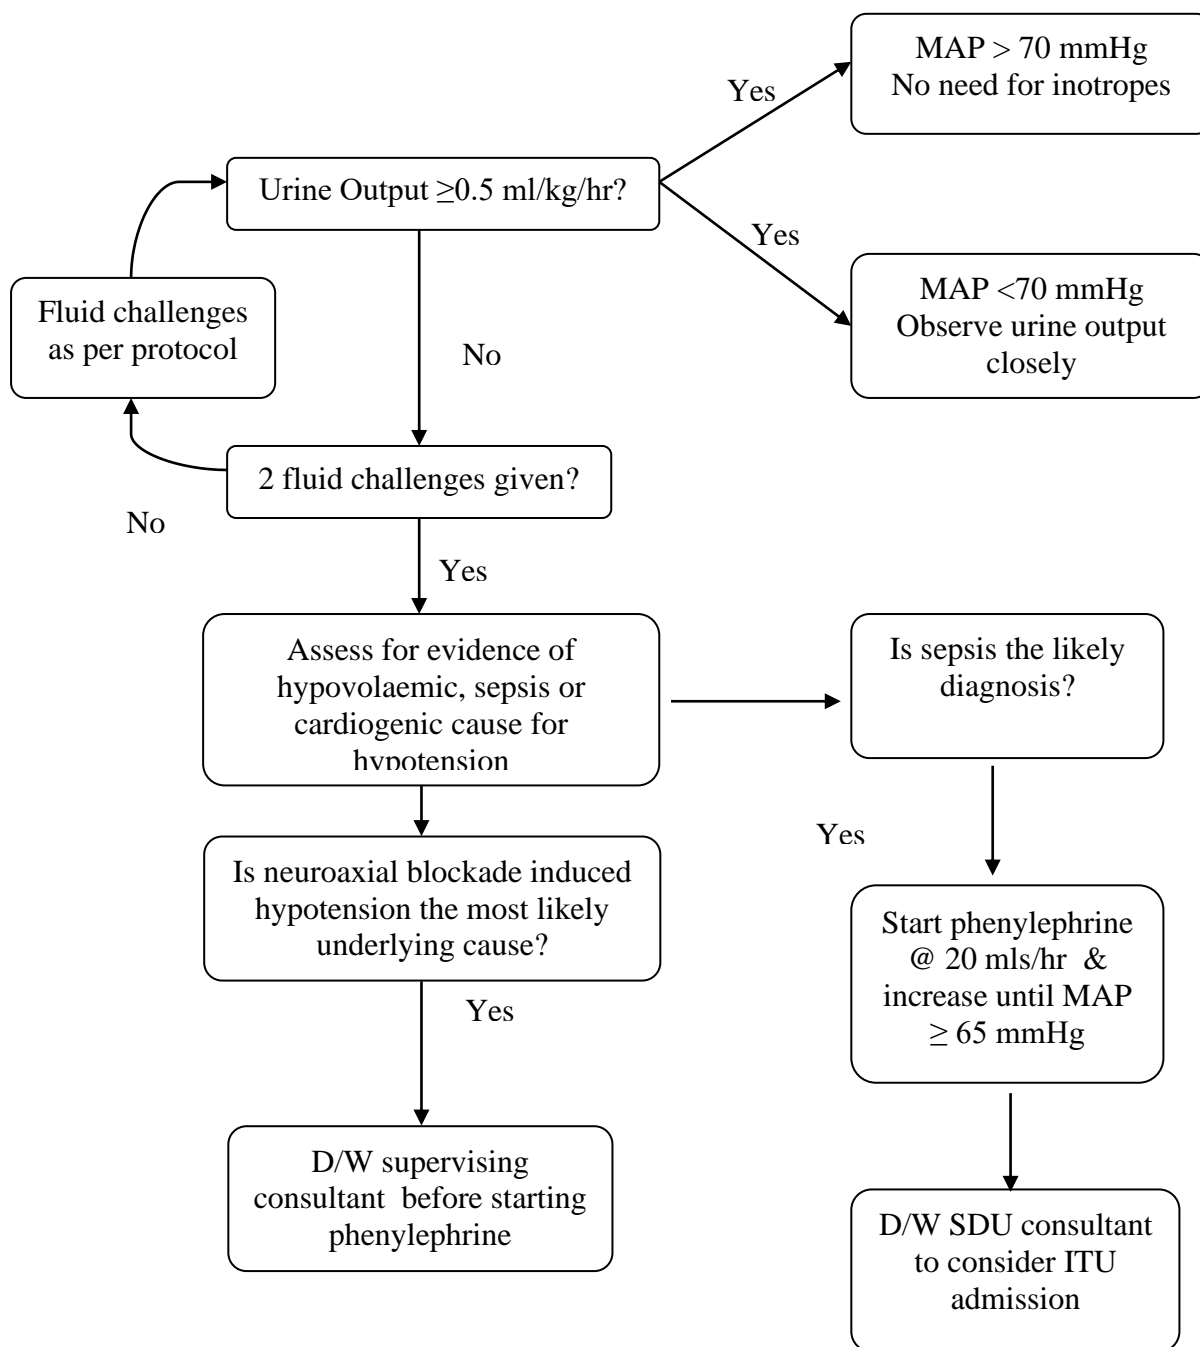 MAP > 70 mmHg
No need for inotropes
Yes
Urine Output ≥0.5 ml/kg/hr?
Yes
MAP <70 mmHg
Observe urine output
closely
Fluid challenges
as per protocol
No
2 fluid challenges given?
No
Yes
Assess for evidence of
hypovolaemic, sepsis or
cardiogenic cause for
hypotension
Is sepsis the likely
diagnosis?
Yes
Is neuroaxial blockade induced
hypotension the most likely
underlying cause?
Start phenylephrine
@ 20 mls/hr &
increase until MAP
≥ 65 mmHg
Yes
D/W supervising
consultant before starting
phenylephrine
D/W SDU consultant
to consider ITU
admission